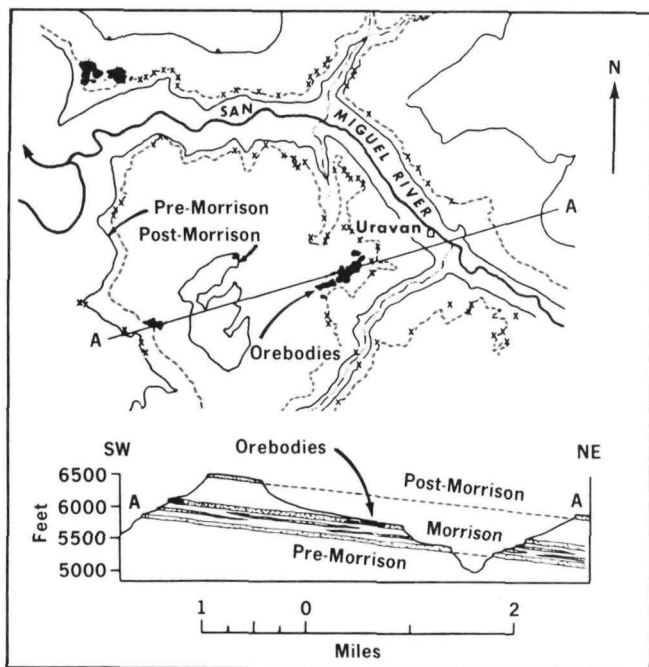 N
SAN
MIGUEL RIVER
Pre-Morrison
Post-Morrison
Uravan
A
A
Orebodies
SW
Orebodies
NE
6500
6000
5500
5000
Feet
A
A
Post-Morrison
Morrison
Pre-Morrison
1 0 2
Miles